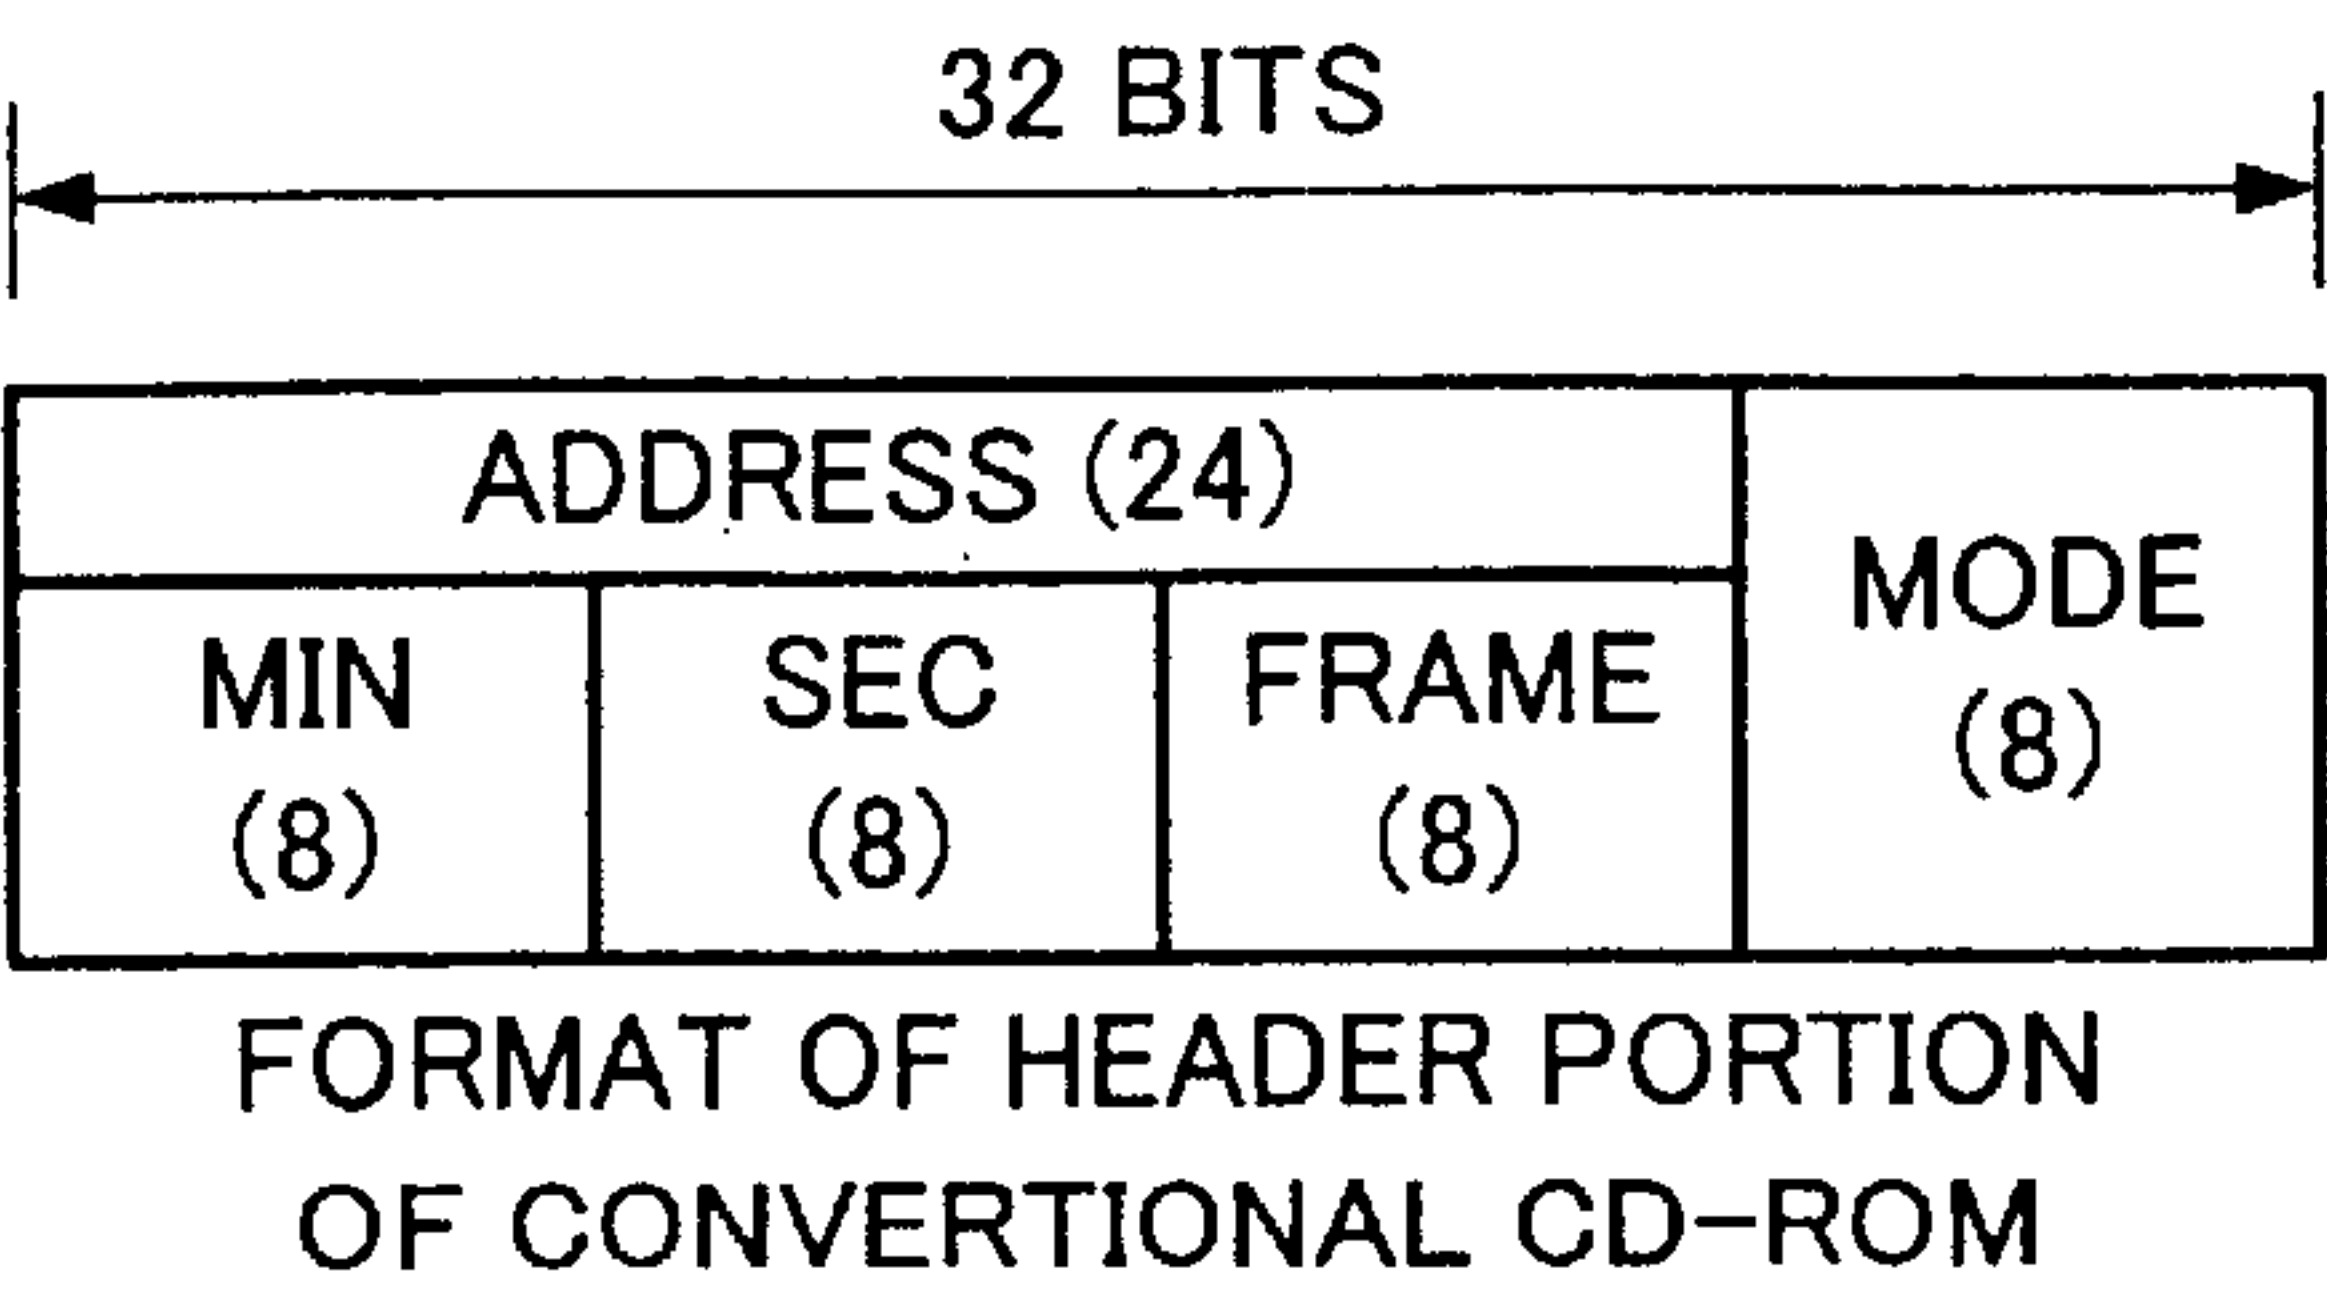 32 BITS
ADDRESS (24)
MODE
(8)
MIN
(8)
SEC
(8)
FRAME
(8)
FORMAT OF HEADER PORTION
OF CONVERTIONAL CD-ROM